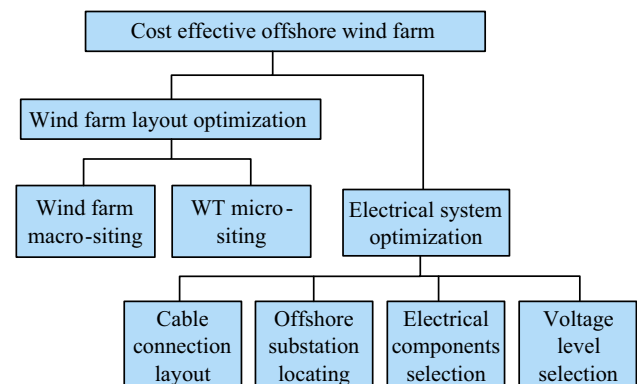 Cost effective offshore wind farm
Wind farm layout optimization
Wind farm
macro-siting
WT micro-
siting
Electrical system
optimization
Cable
connection
layout
Offshore
substation
locating
Electrical
components
selection
Voltage
level
selection